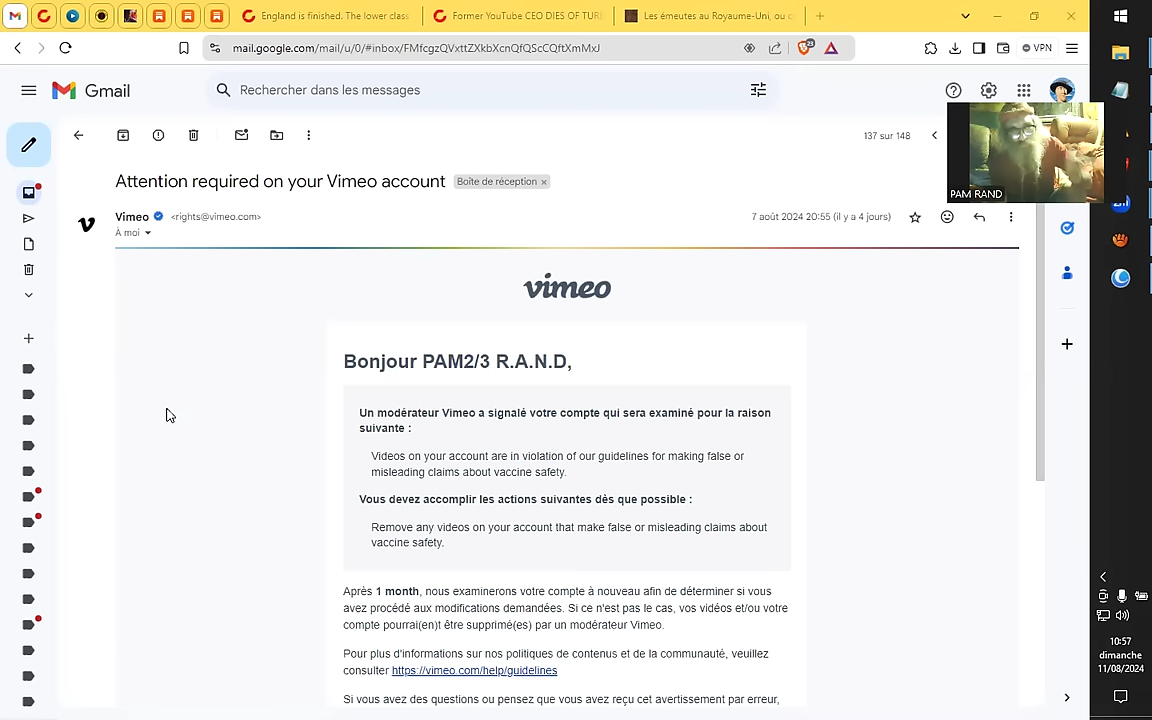 England is finished. The lower class
Former YouTube CEO DIES OF TUR
Les émeutes au Royaume-Uni, ou c
mail.google.com/mail/u/0/#inbox/FMfcgzQVxttZXkbXcnQfQScCQftXmMxJ
VPN
Gmail
Rechercher dans les messages
137 sur 148
Attention required on your Vimeo account
Boîte de réception ×
PAM RAND
Vimeo <rights@vimeo.com>
7 août 2024 20:55 (il y a 4 jours)
À moi
vimeo
Bonjour PAM2/3 R.A.N.D,
Un modérateur Vimeo a signalé votre compte qui sera examiné pour la raison
suivante :
Videos on your account are in violation of our guidelines for making false or
misleading claims about vaccine safety.
Vous devez accomplir les actions suivantes dès que possible :
Remove any videos on your account that make false or misleading claims about
vaccine safety.
Après 1 month, nous examinerons votre compte à nouveau afin de déterminer si vous
avez procédé aux modifications demandées. Si ce n'est pas le cas, vos vidéos et/ou votre
compte pourrai(en)t être supprimé(es) par un modérateur Vimeo.
Pour plus d'informations sur nos politiques de contenus et de la communauté, veuillez
consulter https://vimeo.com/help/guidelines
Si vous avez des questions ou pensez que vous avez reçu cet avertissement par erreur,
10:57
dimanche
11/08/2024